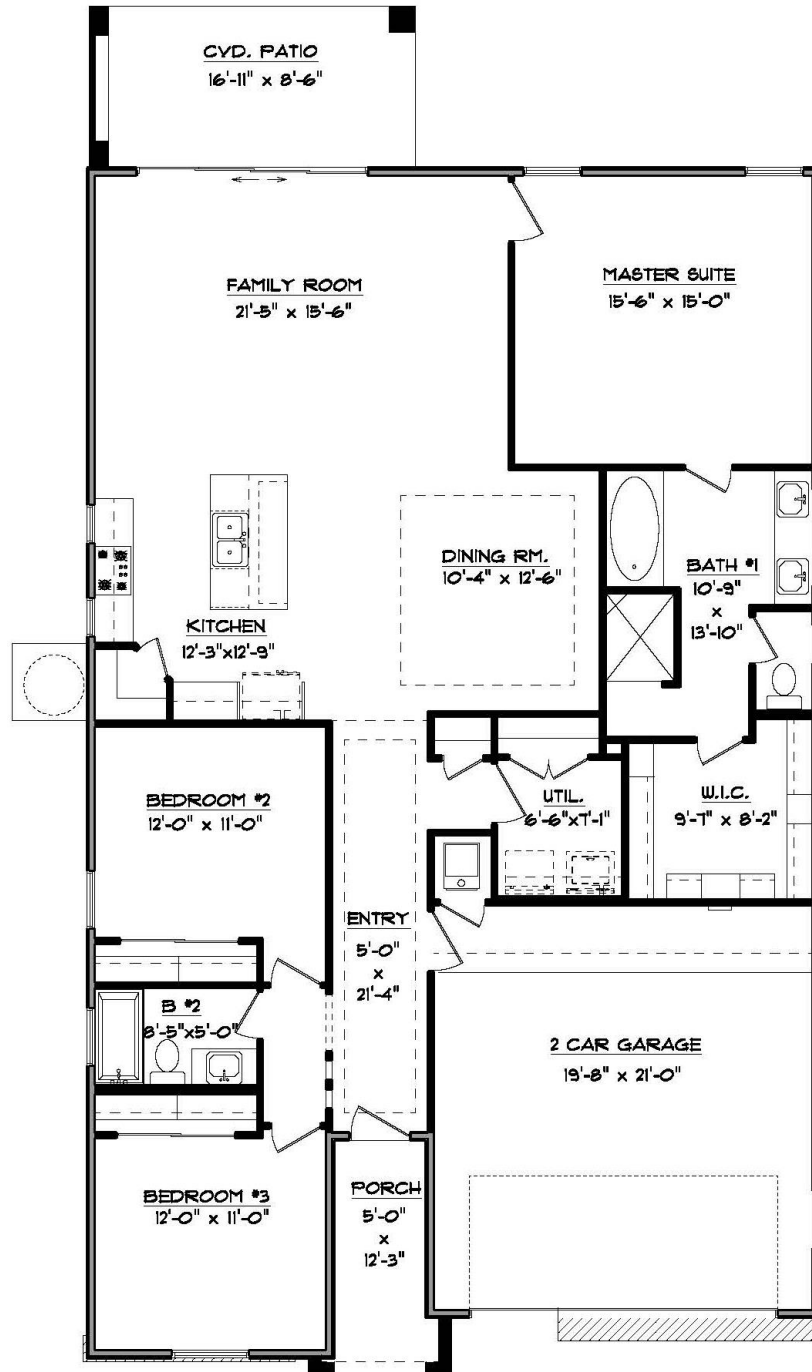 CVD. PATIO
16'-11" x 8'-6"
FAMILY ROOM
21'-5" x 15'-6"
MASTER SUITE
15'-6" x 15'-0"
DINING RM.
10'-4" x 12'-6"
BATH #1
10'-9"
x
13'-10"
KITCHEN
12'-3"x12'-9"
BEDROOM #2
12'-0" x 11'-0"
UTIL.
6'-6"x7'-1"
W.I.C.
9'-7" x 8'-2"
ENTRY
5'-0"
x
21'-4"
B #2
8'-5"x5'-0"
2 CAR GARAGE
19'-8" x 21'-0"
BEDROOM #3
12'-0" x 11'-0"
PORCH
5'-0"
x
12'-3"